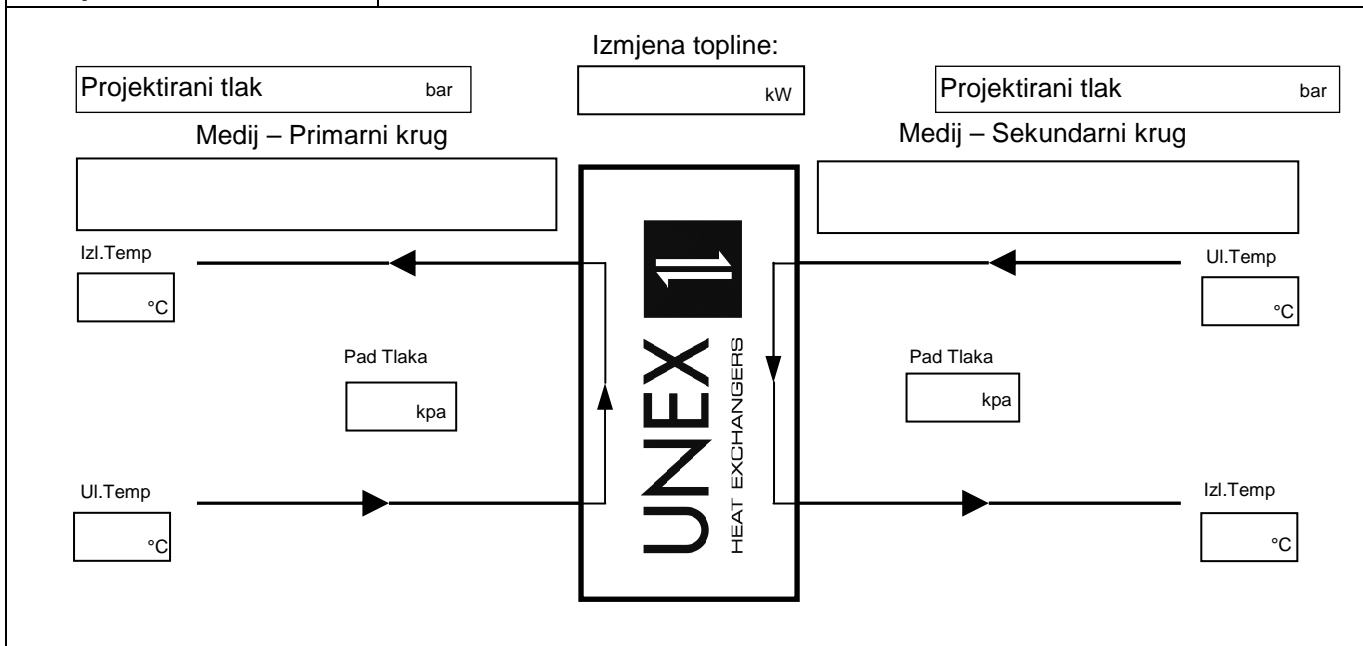 Izmjena topline:
Projektirani tlak bar
kW
Projektirani tlak bar
Medij – Primarni krug
Medij – Sekundarni krug
Izl.Temp
°C
Ul.Temp
°C
Pad Tlaka
kpa
Pad Tlaka
kpa
UNEX
HEAT EXCHANGERS
Ul.Temp
°C
Izl.Temp
°C